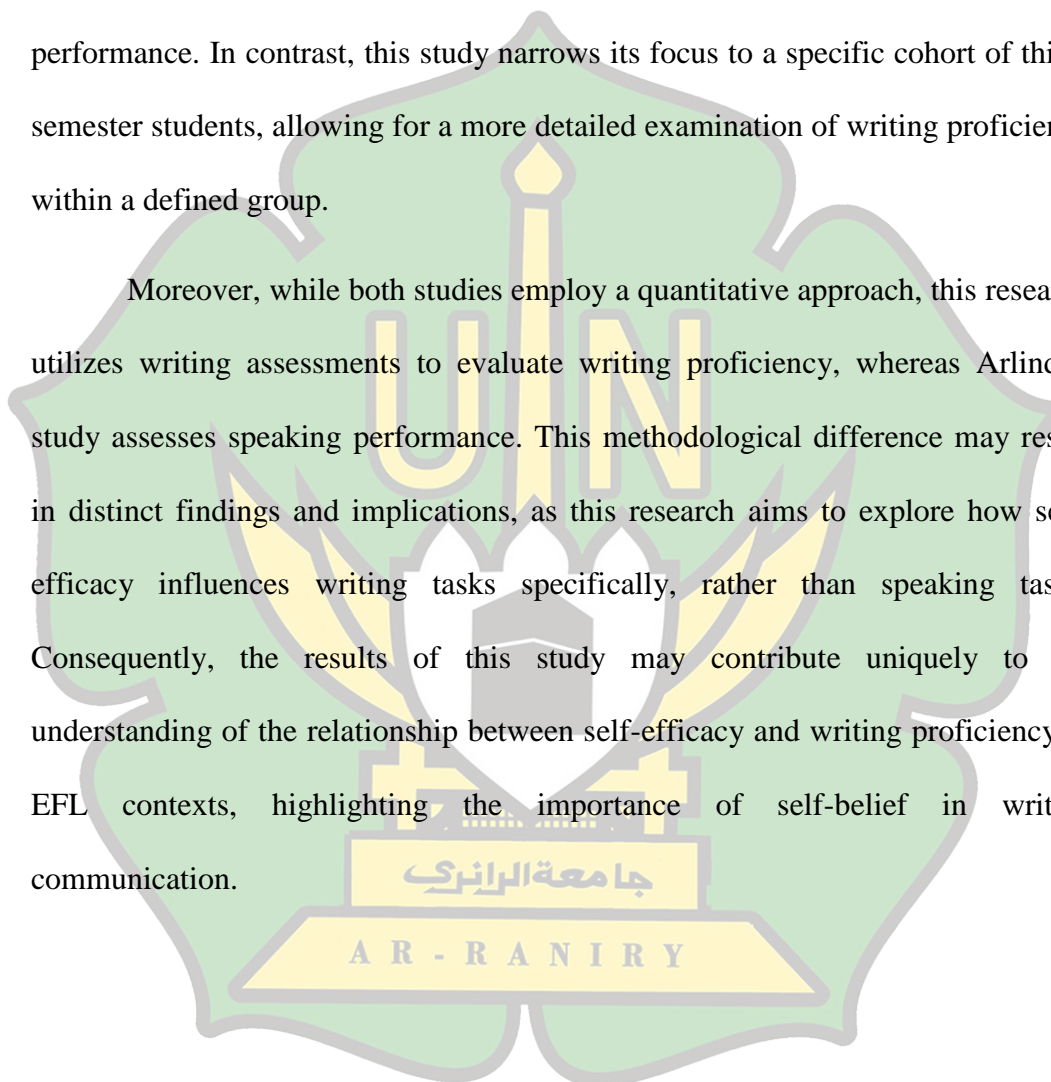 performance. In contrast, this study narrows its focus to a specific cohort of thi
semester students, allowing for a more detailed examination of writing proficien
within a defined group.
Moreover, while both studies employ a quantitative approach, this resea
utilizes writing assessments to evaluate writing proficiency, whereas Arlind
study assesses speaking performance. This methodological difference may res
in distinct findings and implications, as this research aims to explore how se
efficacy influences writing tasks specifically, rather than speaking tas
Consequently, the results of this study may contribute uniquely to
understanding of the relationship between self-efficacy and writing proficiency
EFL contexts, highlighting the importance of self-belief in writ
communication.
UIN
جامعة الرانري
AR-RANIRY